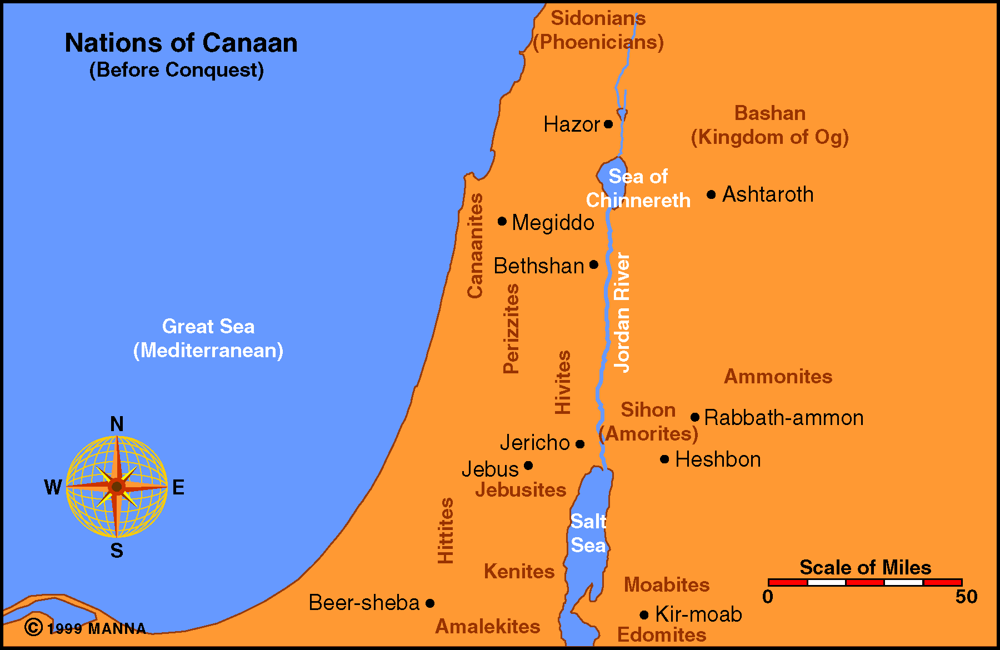 Nations of Canaan
(Before Conquest)
Sidonians
(Phoenicians)
Hazor
Bashan
(Kingdom of Og)
Sea of
Chinnereth
Ashtaroth
Canaanites
Megiddo
Bethshan
Jordan River
Perizzites
Great Sea
(Mediterranean)
Hivites
Ammonites
Sihon
(Amorites)
Rabbath-ammon
Jericho
Heshbon
Jebus
Jebusites
N
W
E
S
Hittites
Salt
Sea
Kenites
Moabites
Scale of Miles
0
50
Beer-sheba
Kir-moab
Amalekites
Edomites
© 1999 MANNA